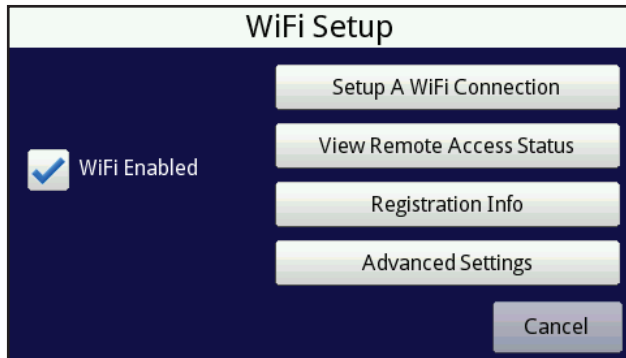 WiFi Setup
Setup A WiFi Connection
View Remote Access Status
WiFi Enabled
Registration Info
Advanced Settings
Cancel